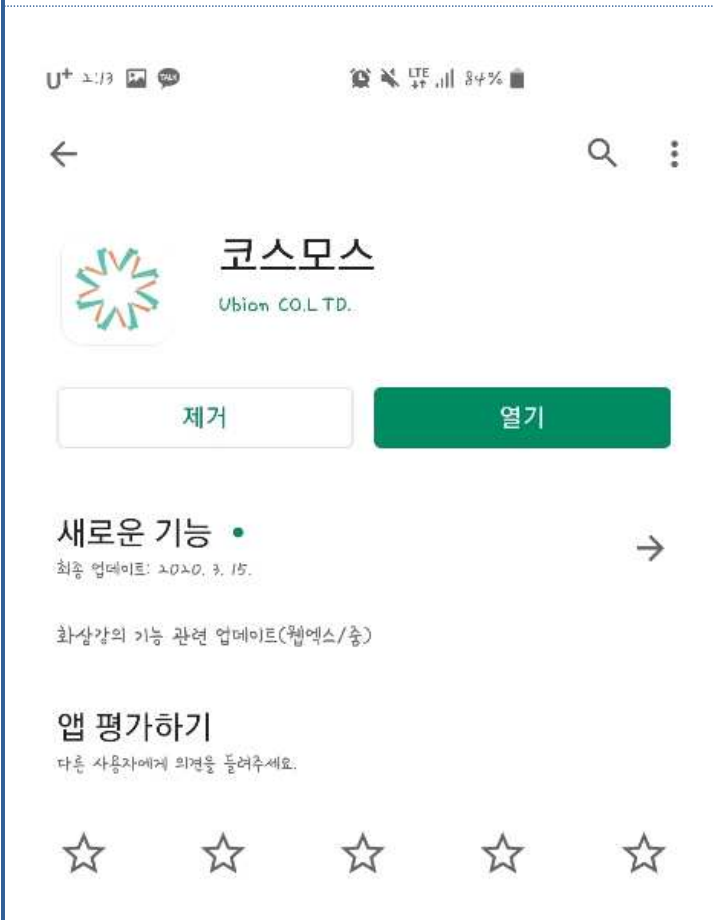 U+ 2:13 TALK LTE 84%
코스모스
Ubion CO.LTD.
제거 열기
새로운 기능
최종 업데이트: 2020. 3. 15.
화상강의 기능 관련 업데이트(웹엑스/줌)
앱 평가하기
다른 사용자에게 의견을 들려주세요.